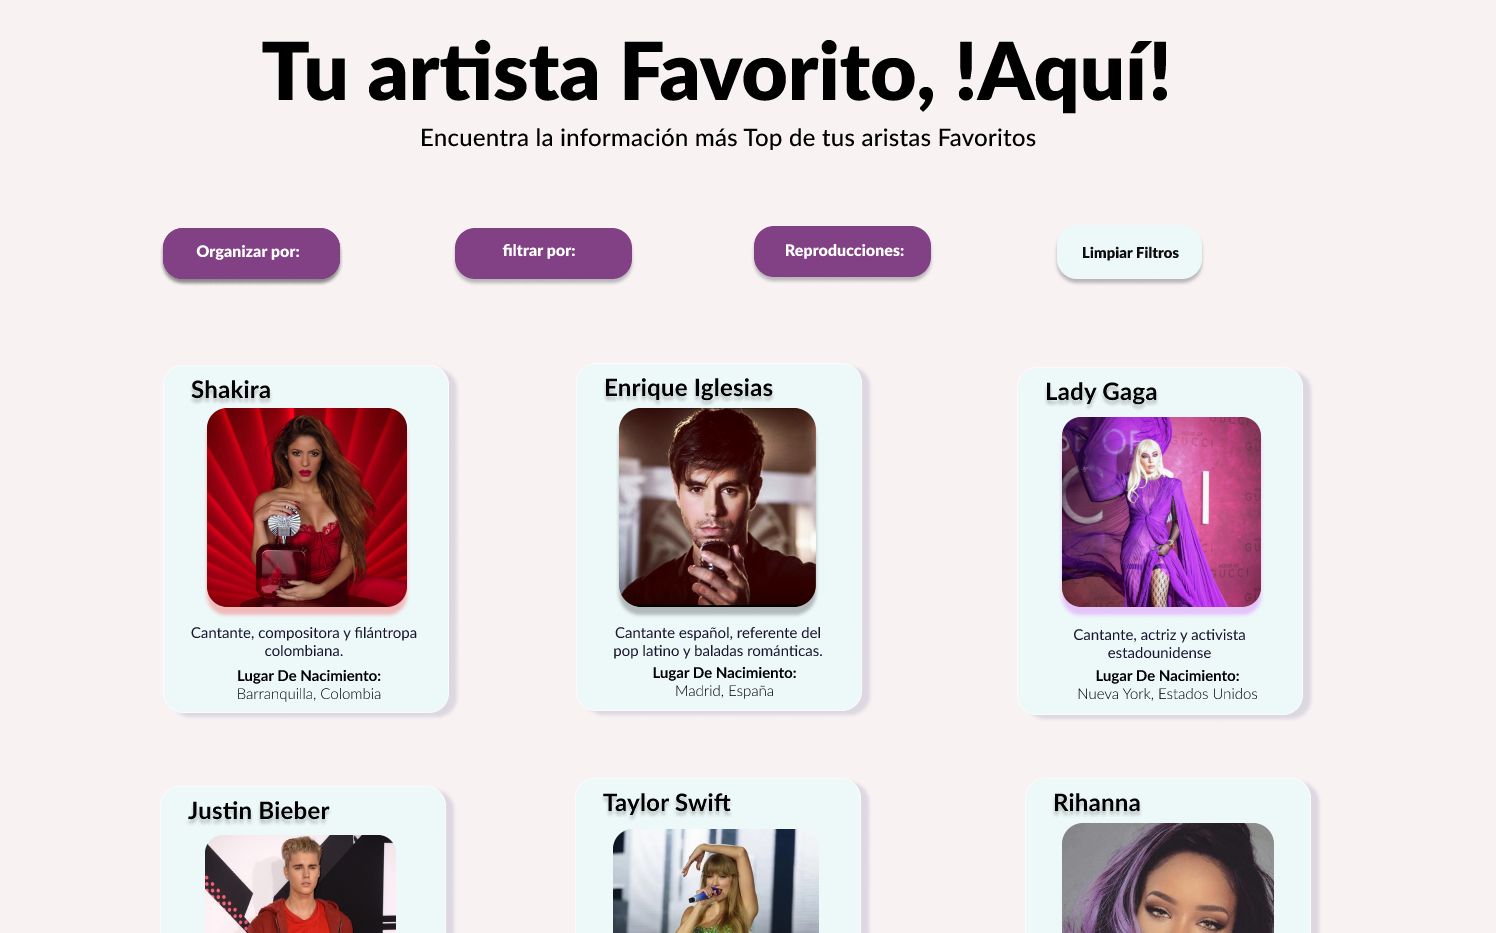 Tu artista Favorito, !Aquí!
Encuentra la información más Top de tus aristas Favoritos
Organizar por:
filtrar por:
Reproducciones:
Limpiar Filtros
Shakira
Enrique Iglesias
Lady Gaga
GUCCI
GUCCI
Cantante, compositora y filántropa
colombiana.
Lugar De Nacimiento:
Barranquilla, Colombia
Cantante español, referente del
pop latino y baladas románticas.
Lugar De Nacimiento:
Madrid, España
Cantante, actriz y activista
estadounidense
Lugar De Nacimiento:
Nueva York, Estados Unidos
Justin Bieber
Taylor Swift
Rihanna